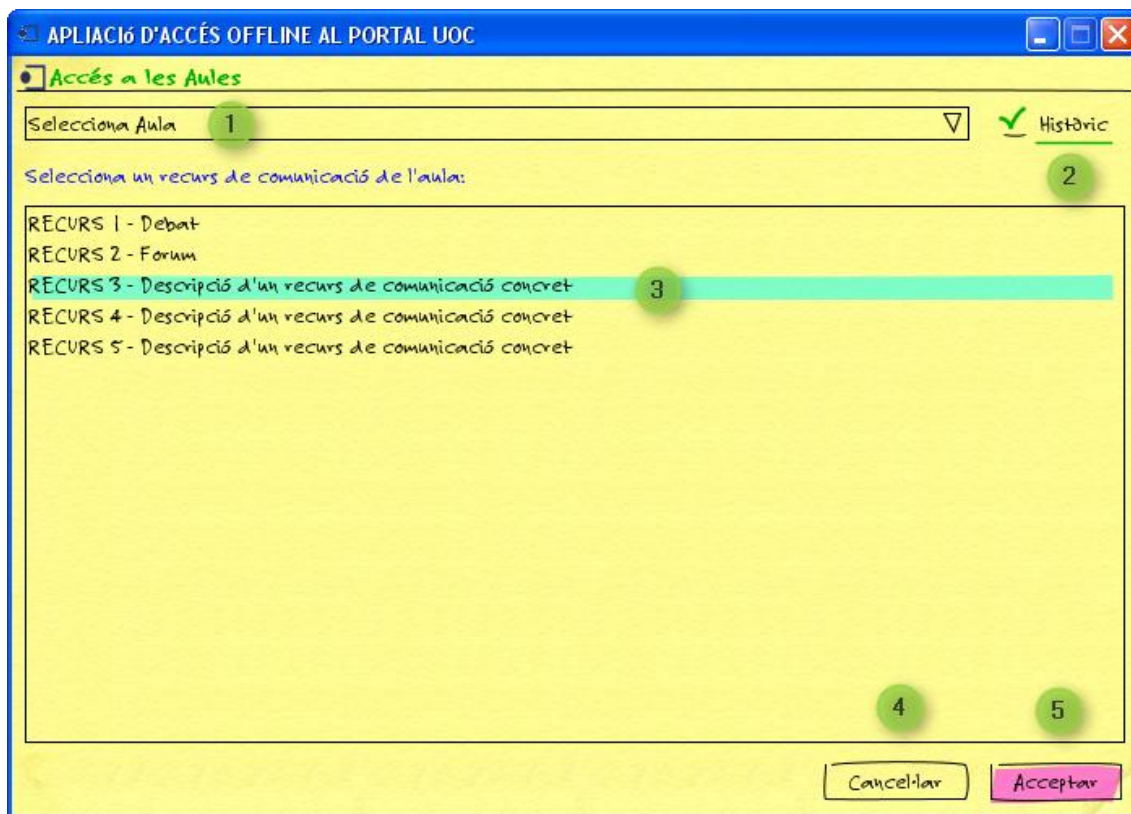 APLIACIó D'ACCÉS OFFLINE AL PORTAL UOC
Accés a les Aules
Selecciona Aula 1 Històric
Selecciona un recurs de comunicació de l'aula: 2
RECURS 1 - Debat
RECURS 2 - Forum
RECURS 3 - Descripció d'un recurs de comunicació concret 3
RECURS 4 - Descripció d'un recurs de comunicació concret
RECURS 5 - Descripció d'un recurs de comunicació concret
4 5
Cancel·lar Acceptar